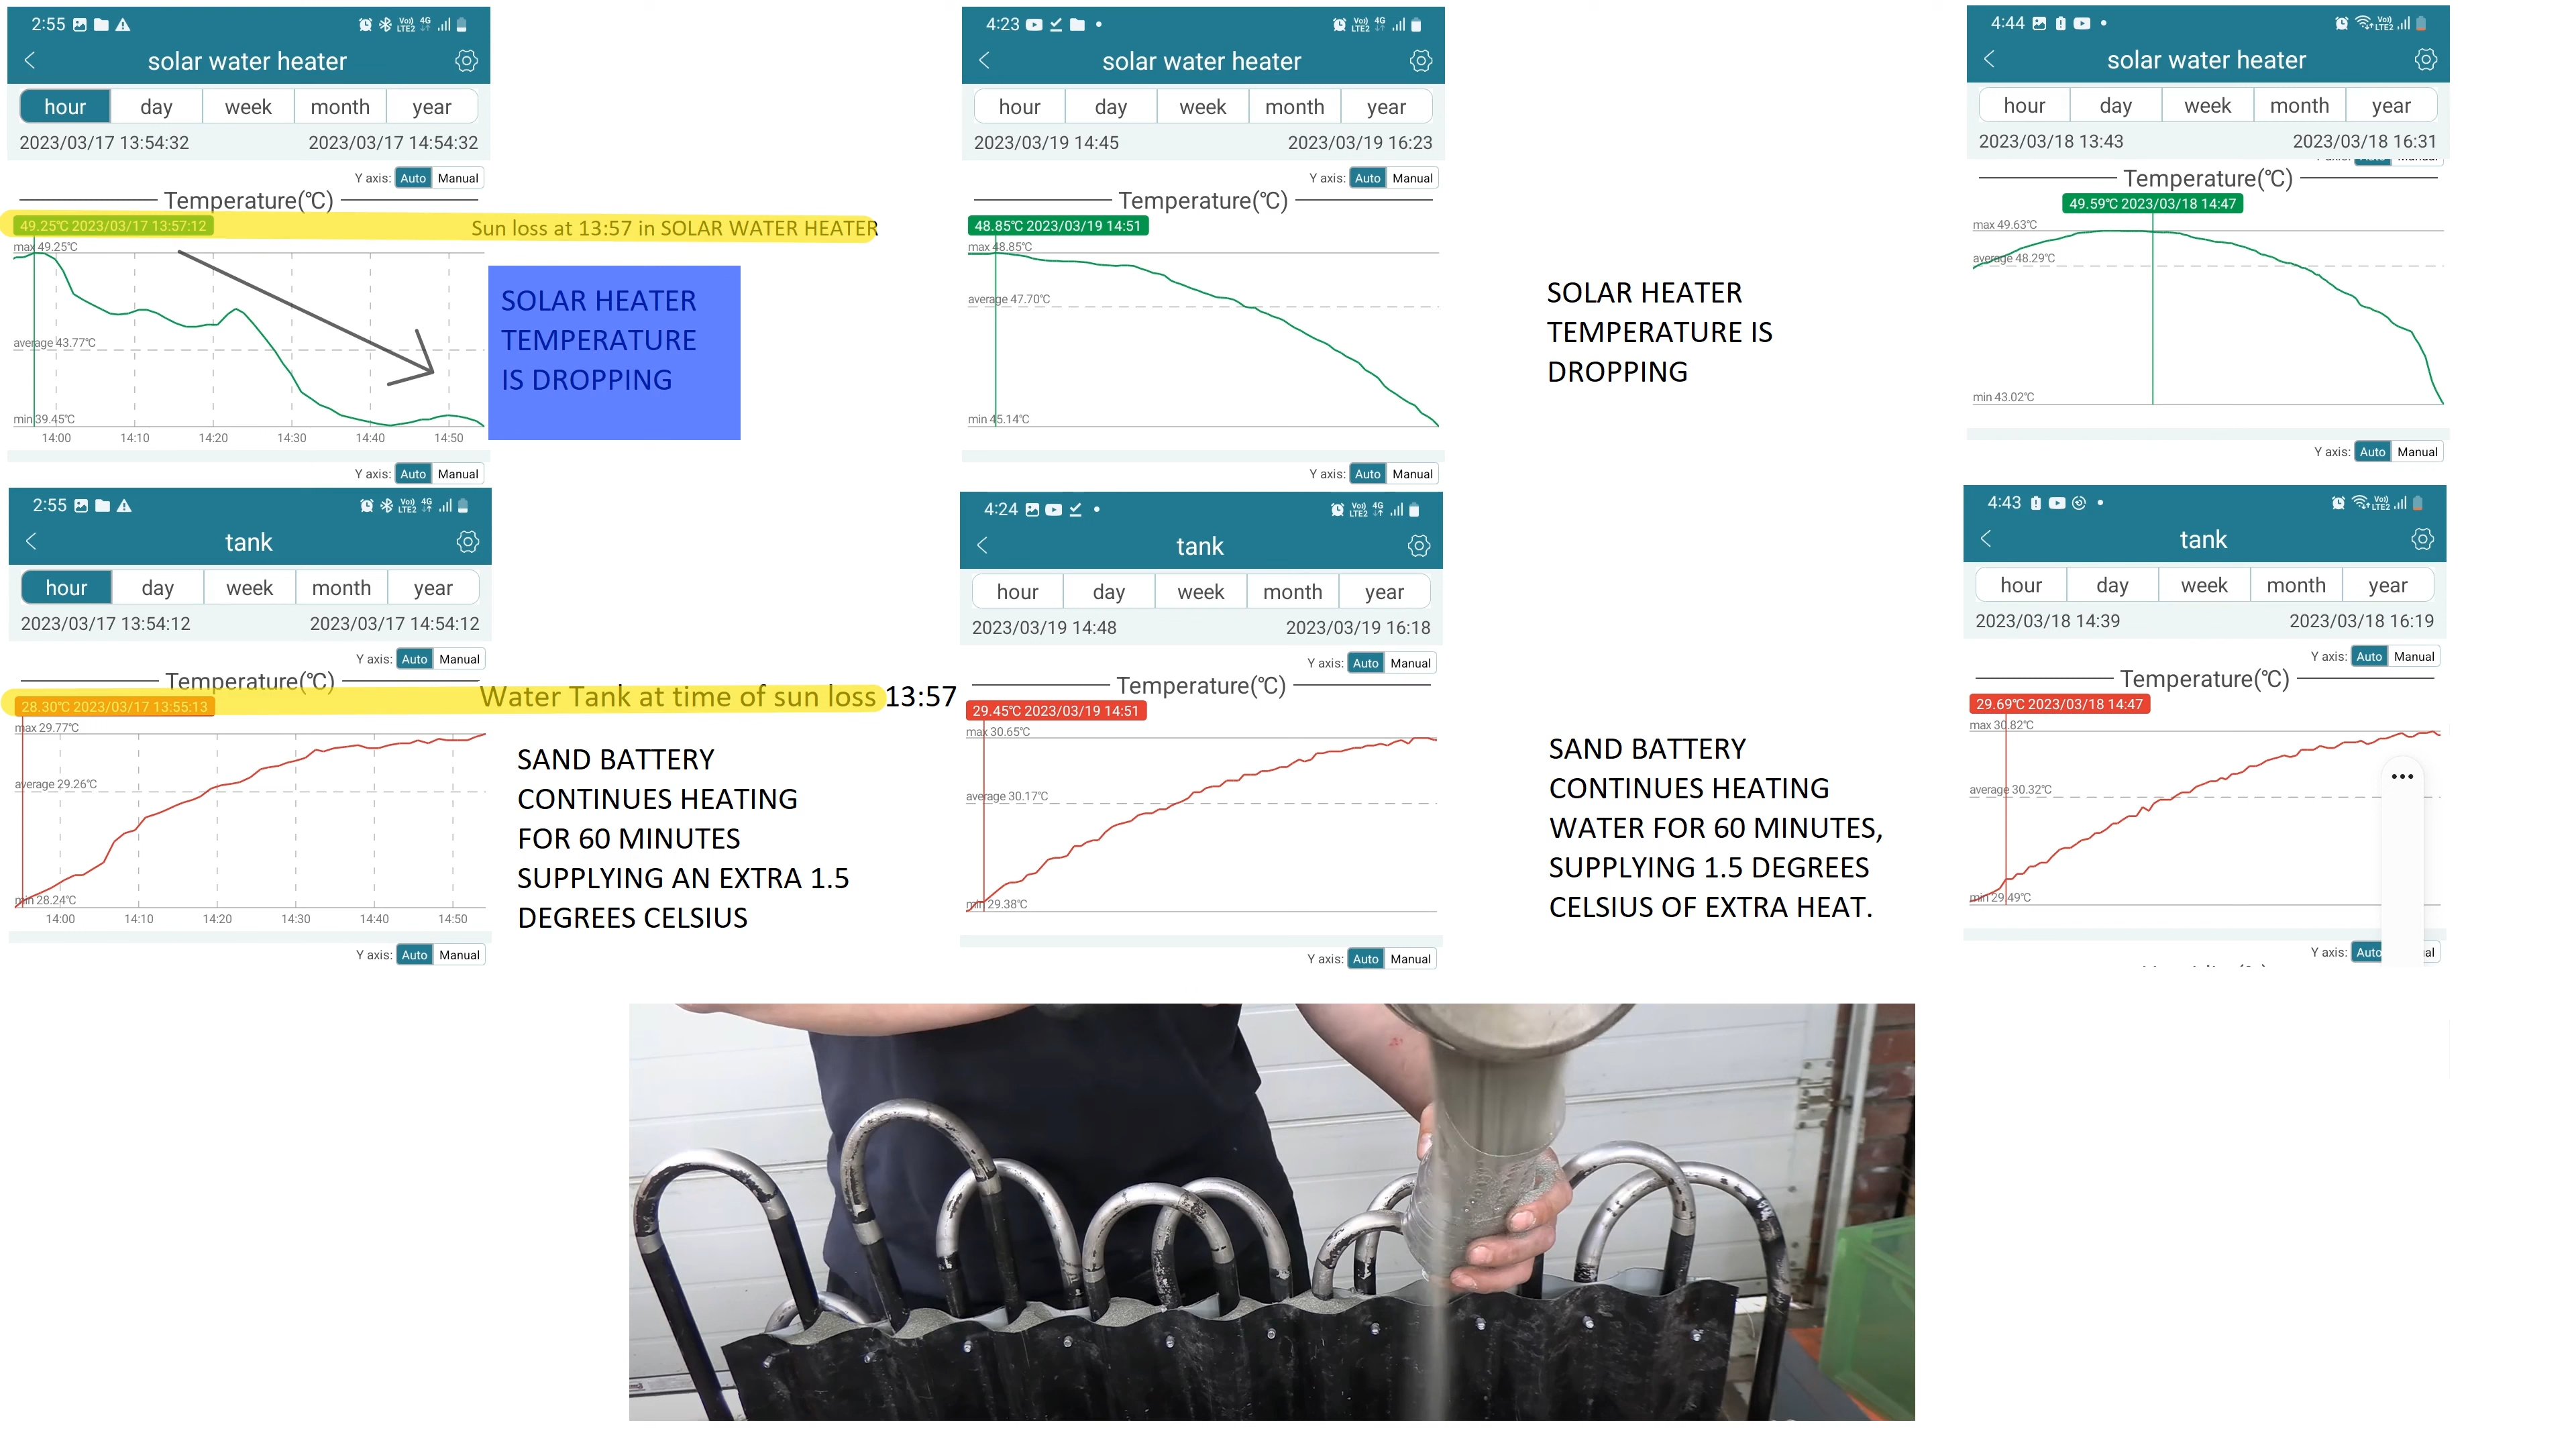 2:55
Vo)) LTE2 4G
solar water heater
hour day week month year
2023/03/17 13:54:32 2023/03/17 14:54:32
Y axis: Auto Manual
Temperature(℃)
49.25℃ 2023/03/17 13:57:12
Sun loss at 13:57 in SOLAR WATER HEATER
max 49.25℃
average 43.77℃
min 39.45℃
14:00 14:10 14:20 14:30 14:40 14:50
Y axis: Auto Manual
SOLAR HEATER
TEMPERATURE
IS DROPPING
4:23
Vo)) LTE2 4G
solar water heater
hour day week month year
2023/03/19 14:45 2023/03/19 16:23
Y axis: Auto Manual
Temperature(℃)
48.85℃ 2023/03/19 14:51
max 48.85℃
average 47.70℃
min 45.14℃
Y axis: Auto Manual
SOLAR HEATER
TEMPERATURE IS
DROPPING
4:44
Vo)) LTE2
solar water heater
hour day week month year
2023/03/18 13:43 2023/03/18 16:31
Temperature(℃)
49.59℃ 2023/03/18 14:47
max 49.63℃
average 48.29℃
min 43.02℃
Y axis: Auto Manual
2:55
Vo)) LTE2 4G
tank
hour day week month year
2023/03/17 13:54:12 2023/03/17 14:54:12
Y axis: Auto Manual
Temperature(℃)
Water Tank at time of sun loss 13:57
28.30℃ 2023/03/17 13:55:13
max 29.77℃
average 29.26℃
min 28.24℃
14:00 14:10 14:20 14:30 14:40 14:50
Y axis: Auto Manual
SAND BATTERY
CONTINUES HEATING
FOR 60 MINUTES
SUPPLYING AN EXTRA 1.5
DEGREES CELSIUS
4:24
Vo)) LTE2 4G
tank
hour day week month year
2023/03/19 14:48 2023/03/19 16:18
Y axis: Auto Manual
Temperature(℃)
29.45℃ 2023/03/19 14:51
max 30.65℃
average 30.17℃
min 29.38℃
Y axis: Auto Manual
SAND BATTERY
CONTINUES HEATING
WATER FOR 60 MINUTES,
SUPPLYING 1.5 DEGREES
CELSIUS OF EXTRA HEAT.
4:43
Vo)) LTE2
tank
hour day week month year
2023/03/18 14:39 2023/03/18 16:19
Y axis: Auto Manual
Temperature(℃)
29.69℃ 2023/03/18 14:47
max 30.82℃
average 30.32℃
min 29.49℃
Y axis: Auto